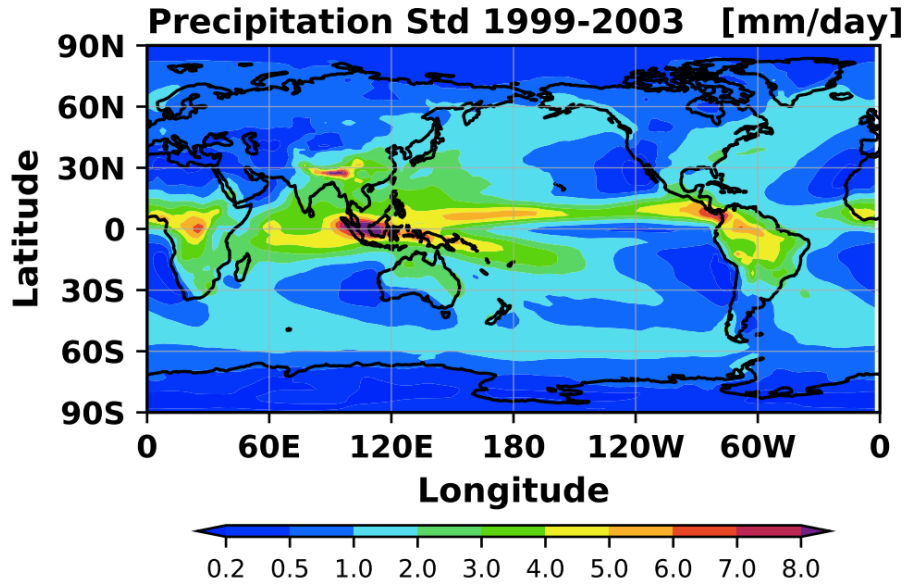 Precipitation Std 1999-2003 [mm/day]
90N
60N
30N
0
30S
60S
90S
Latitude
0 60E 120E 180 120W 60W 0
Longitude
0.2 0.5 1.0 2.0 3.0 4.0 5.0 6.0 7.0 8.0